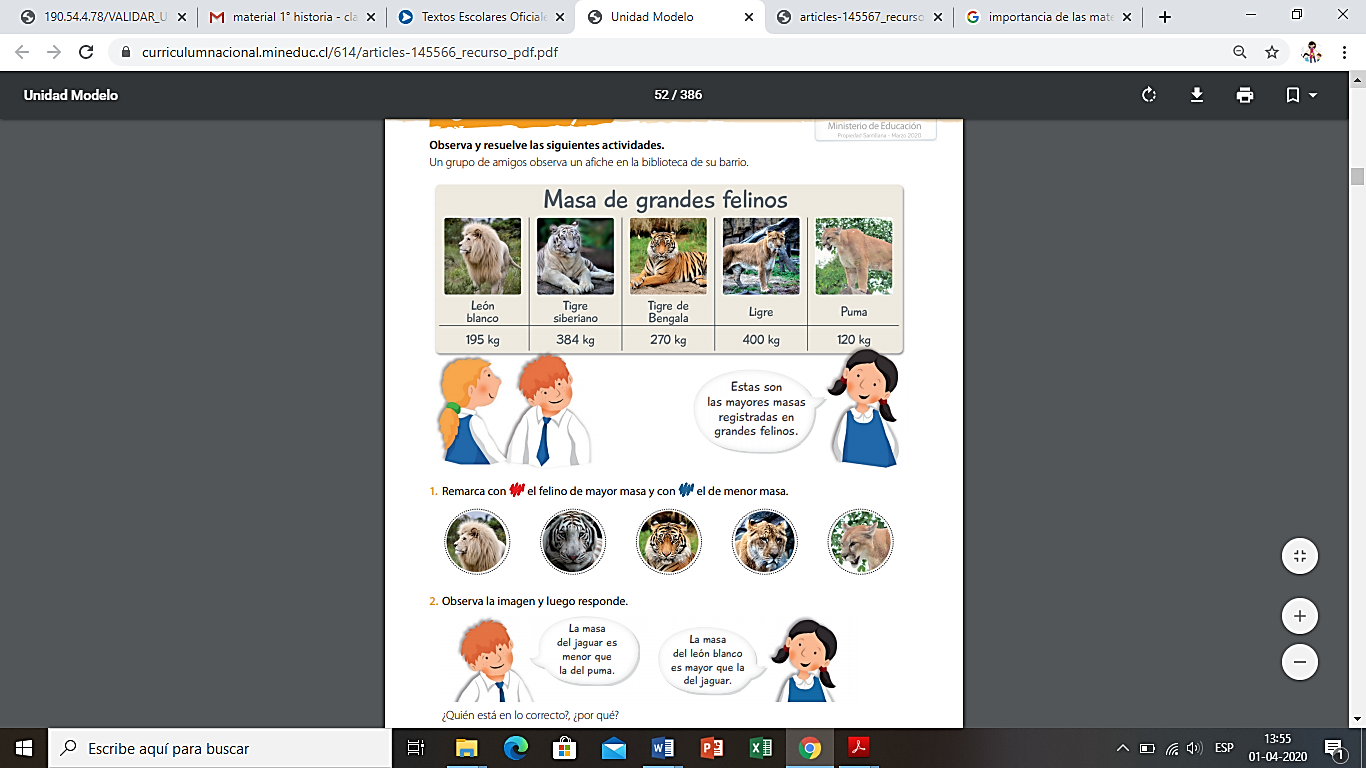 190.54.4.78/VALIDAR_U
material 1° historia - cla
Textos Escolares Oficiale
Unidad Modelo
articles-145567_recurso
importancia de las mate
curriculumnacional.mineduc.cl/614/articles-145566_recurso_pdf.pdf
Unidad Modelo
52 / 386
Ministerio de Educación
Propiedad Santillana - Marzo 2020
Observa y resuelve las siguientes actividades.
Un grupo de amigos observa un afiche en la biblioteca de su barrio.
Masa de grandes felinos
León blanco
Tigre siberiano
Tigre de Bengala
Ligre
Puma
195 kg
384 kg
270 kg
400 kg
120 kg
Estas son
las mayores masas
registradas en
grandes felinos.
1. Remarca con el felino de mayor masa y con el de menor masa.
2. Observa la imagen y luego responde.
La masa
del jaguar es
menor que
la del puma.
La masa
del león blanco
es mayor que la
del jaguar.
¿Quién está en lo correcto?, ¿por qué?
Escribe aquí para buscar
ESP
13:55
01-04-2020
1